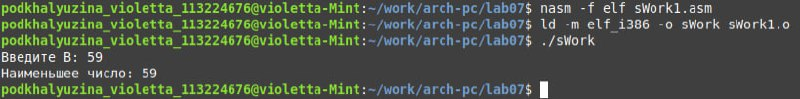 podkhalyuzina_violetta_113224676@violetta-Mint:~/work/arch-pc/lab07$ nasm -f elf sWork1.asm
podkhalyuzina_violetta_113224676@violetta-Mint:~/work/arch-pc/lab07$ ld -m elf_i386 -o sWork sWork1.o
podkhalyuzina_violetta_113224676@violetta-Mint:~/work/arch-pc/lab07$ ./sWork
Введите B: 59
Наименьшее число: 59
podkhalyuzina_violetta_113224676@violetta-Mint:~/work/arch-pc/lab07$